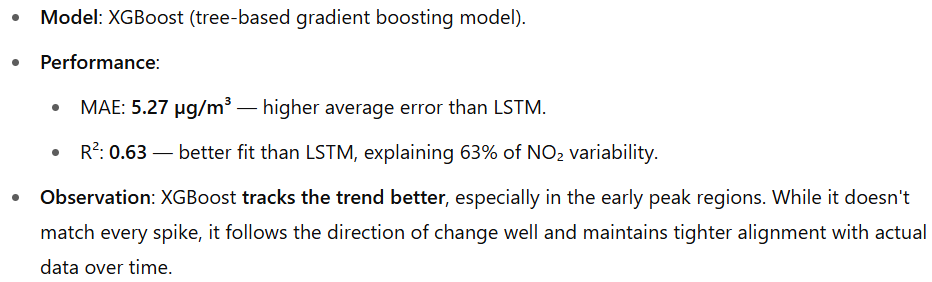 Model: XGBoost (tree-based gradient boosting model).
Performance:
MAE: 5.27 µg/m³ — higher average error than LSTM.
R²: 0.63 — better fit than LSTM, explaining 63% of NO₂ variability.
Observation: XGBoost tracks the trend better, especially in the early peak regions. While it doesn't
match every spike, it follows the direction of change well and maintains tighter alignment with actual
data over time.